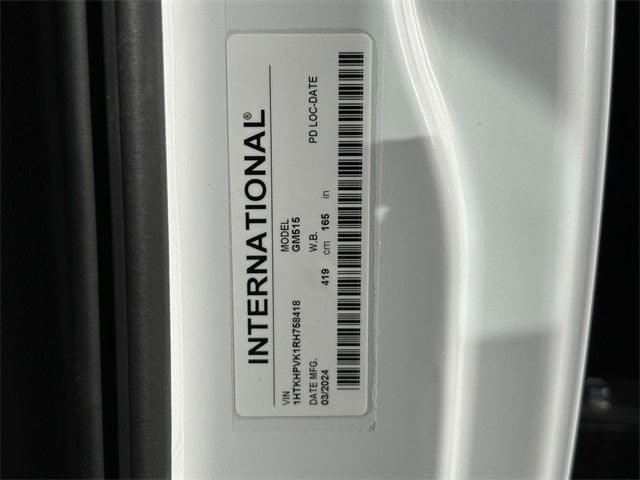 INTERNATIONAL®
VIN MODEL
1HTKHPVK1RH758418 GM515
DATE MFG. W.B. PD LOC-DATE
03/2024 419 cm 165 in